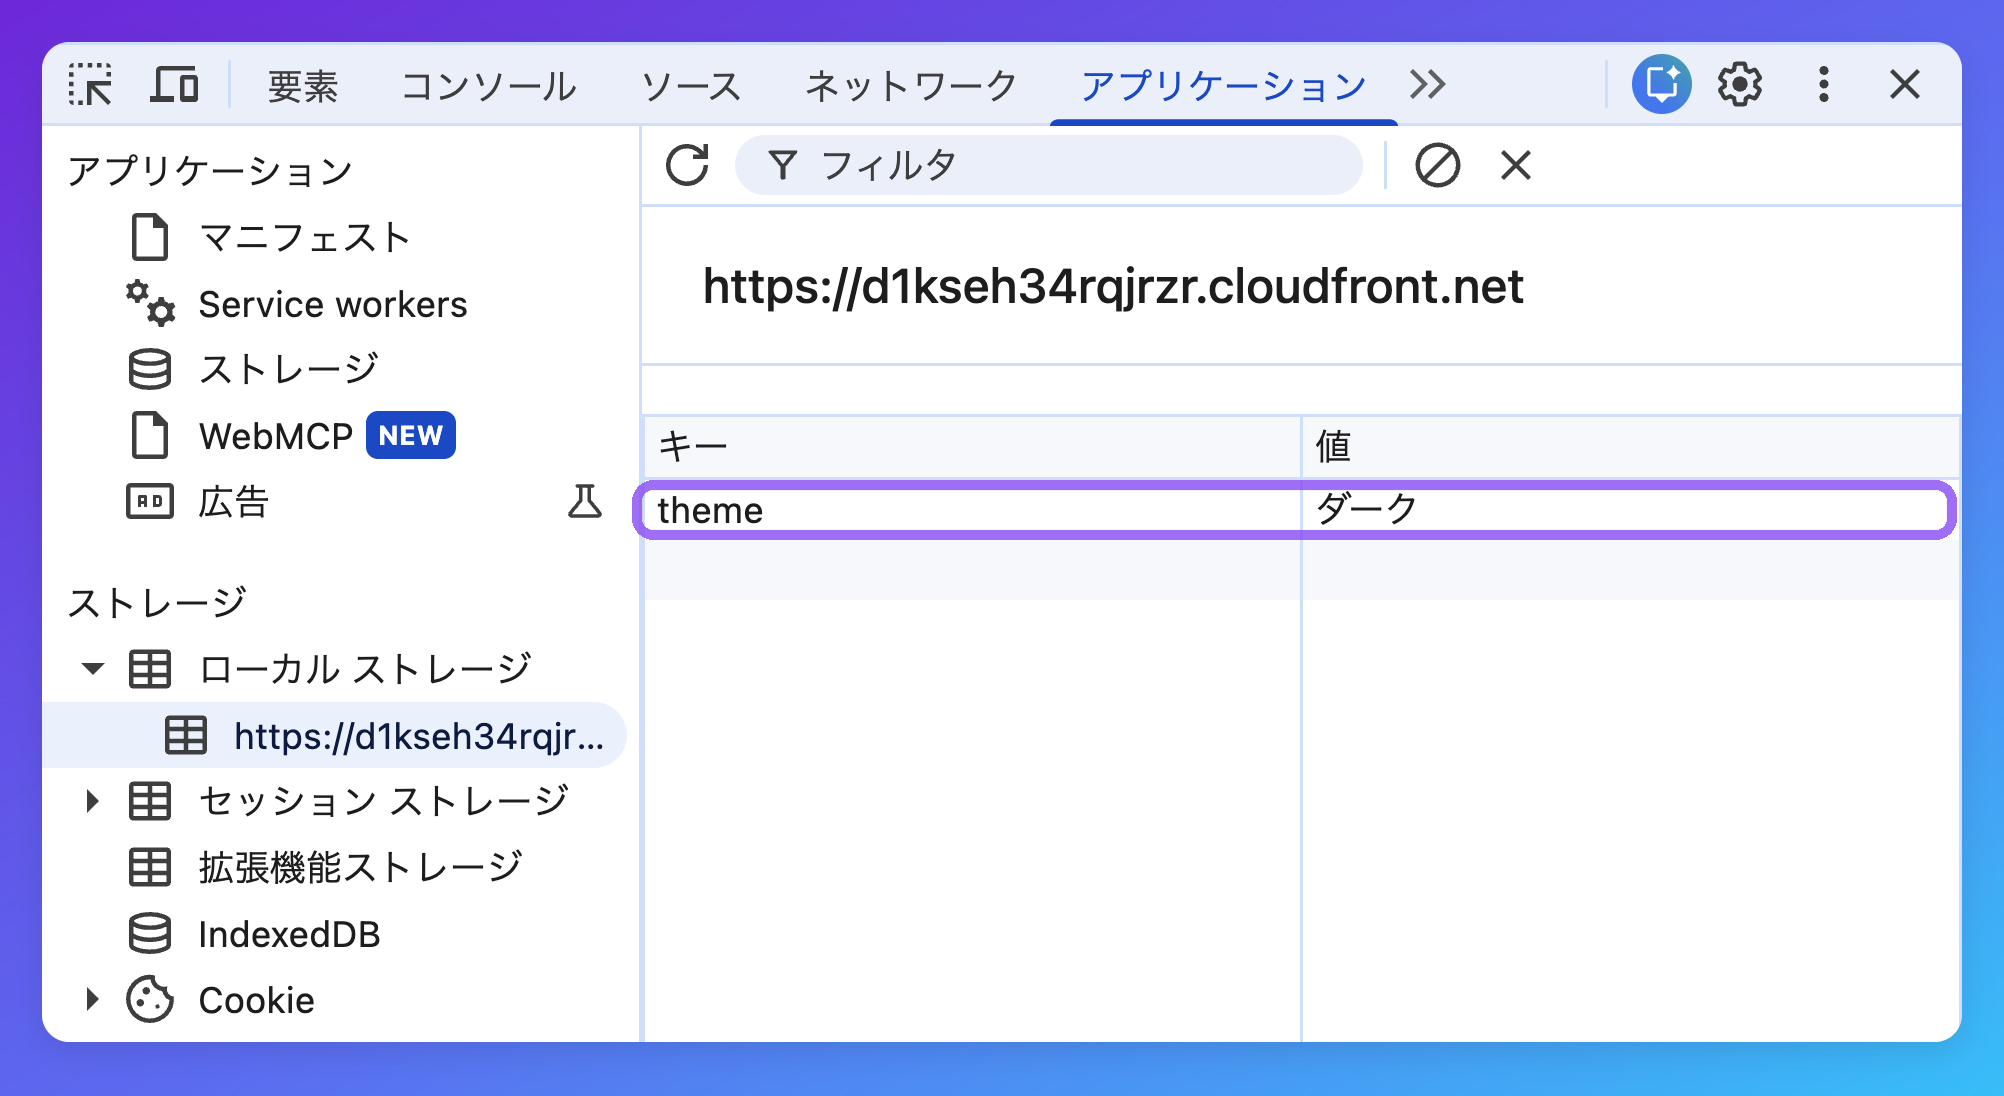 要素 コンソール ソース ネットワーク アプリケーション
アプリケーション
マニフェスト
Service workers
ストレージ
WebMCP NEW
AD 広告
ストレージ
ローカル ストレージ
https://d1kseh34rqjr...
セッション ストレージ
拡張機能ストレージ
IndexedDB
Cookie
フィルタ
https://d1kseh34rqjrzr.cloudfront.net
キー 値
theme ダーク